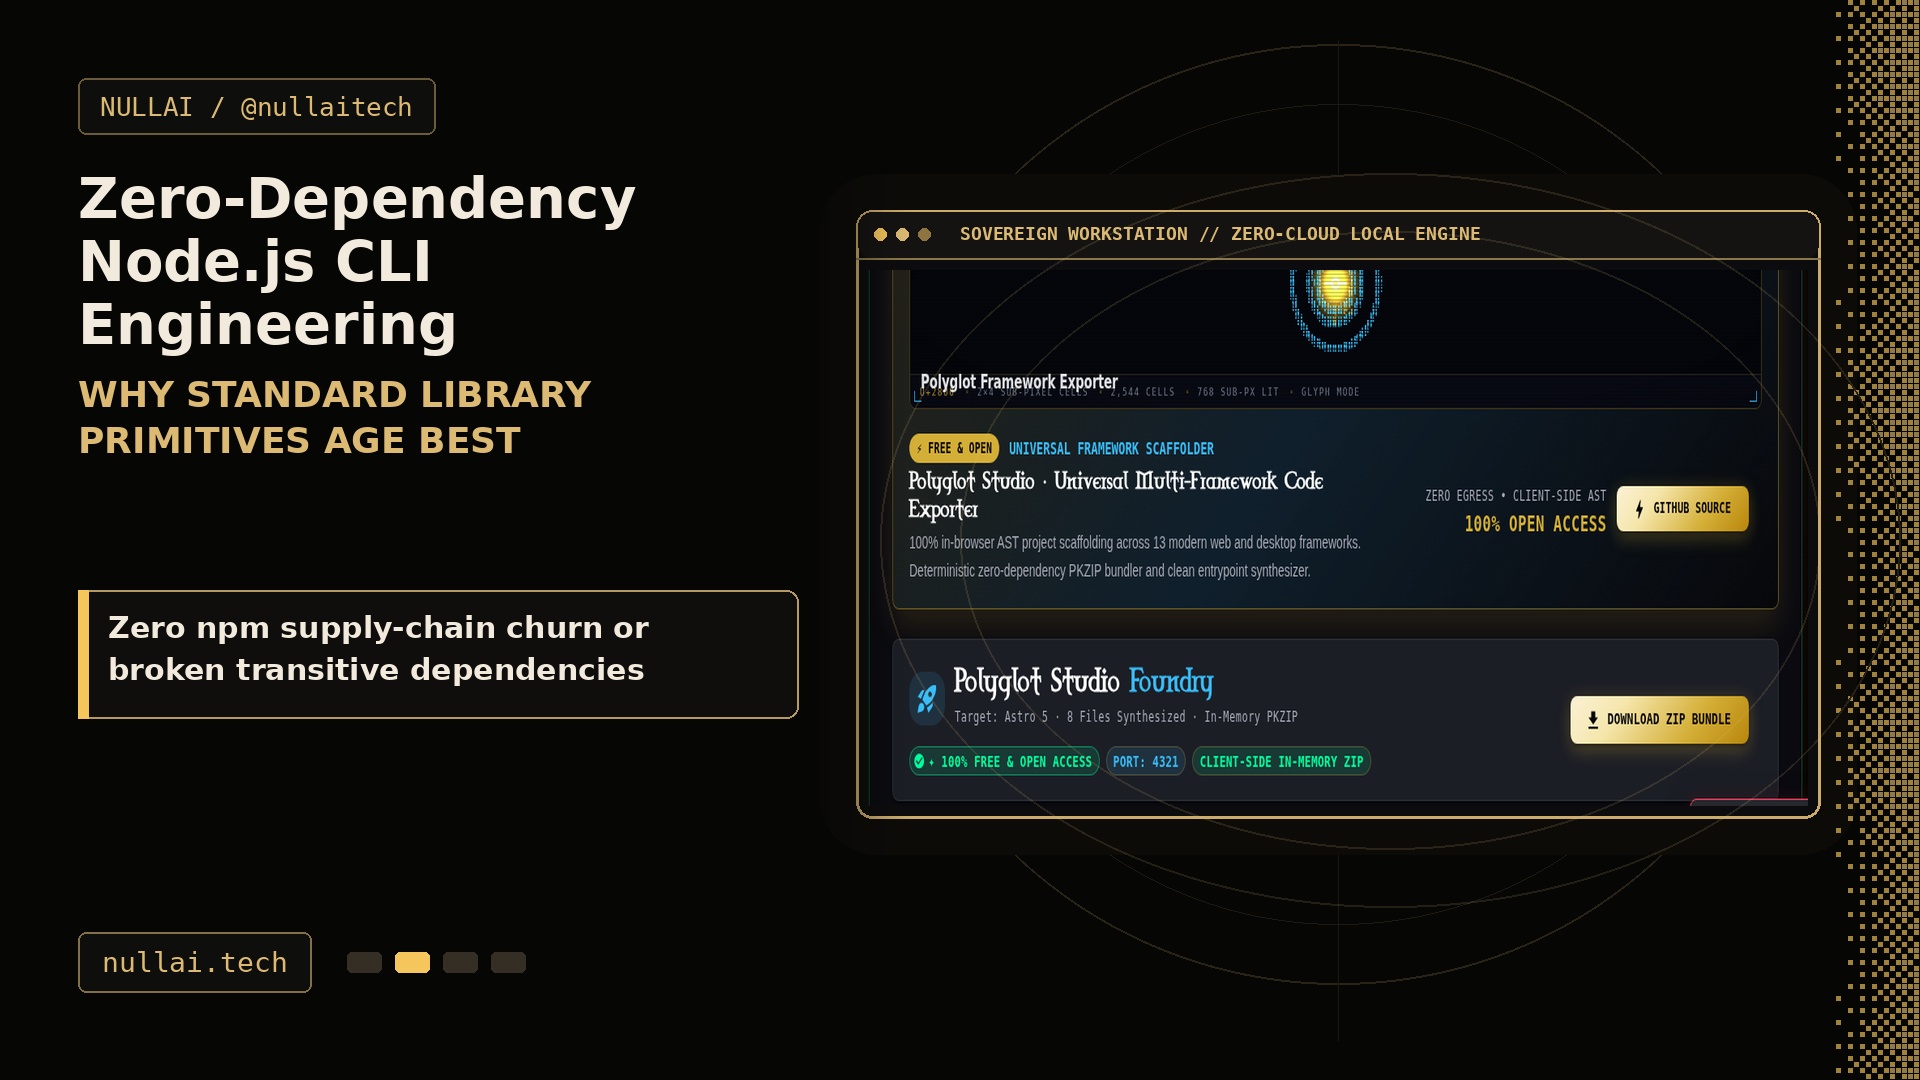 NULLAI / @nullaitech
Zero-Dependency
Node.js CLI
Engineering
WHY STANDARD LIBRARY
PRIMITIVES AGE BEST
Zero npm supply-chain churn or
broken transitive dependencies
nullai.tech
SOVEREIGN WORKSTATION // ZERO-CLOUD LOCAL ENGINE
Polyglot Framework Exporter
2×4 SUB-PIXEL CELLS · 2,544 CELLS · 768 SUB-PX LIT · GLYPH MODE
⚡ FREE & OPEN
UNIVERSAL FRAMEWORK SCAFFOLDER
Polyglot Studio · Universal Multi-Framework Code
Exporter
100% in-browser AST project scaffolding across 13 modern web and desktop frameworks.
Deterministic zero-dependency PKZIP bundler and clean entrypoint synthesizer.
ZERO EGRESS • CLIENT-SIDE AST
100% OPEN ACCESS
GITHUB SOURCE
Polyglot Studio Foundry
Target: Astro 5 · 8 Files Synthesized · In-Memory PKZIP
✦ 100% FREE & OPEN ACCESS
PORT: 4321
CLIENT-SIDE IN-MEMORY ZIP
DOWNLOAD ZIP BUNDLE